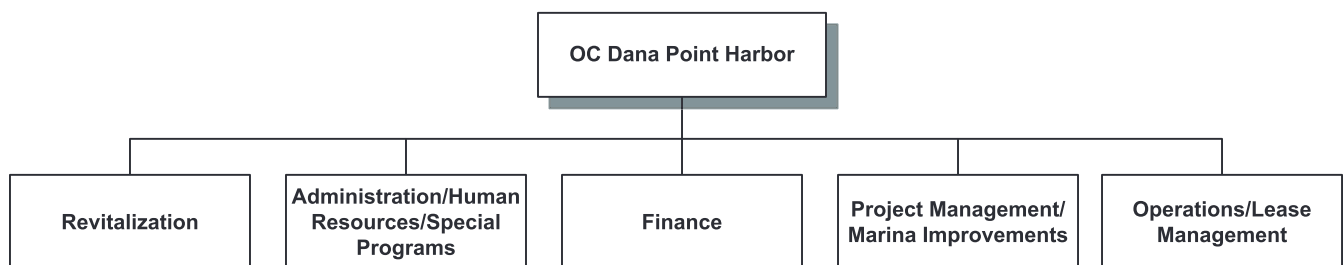 OC Dana Point Harbor
Revitalization
Administration/Human
Resources/Special
Programs
Finance
Project Management/
Marina Improvements
Operations/Lease
Management